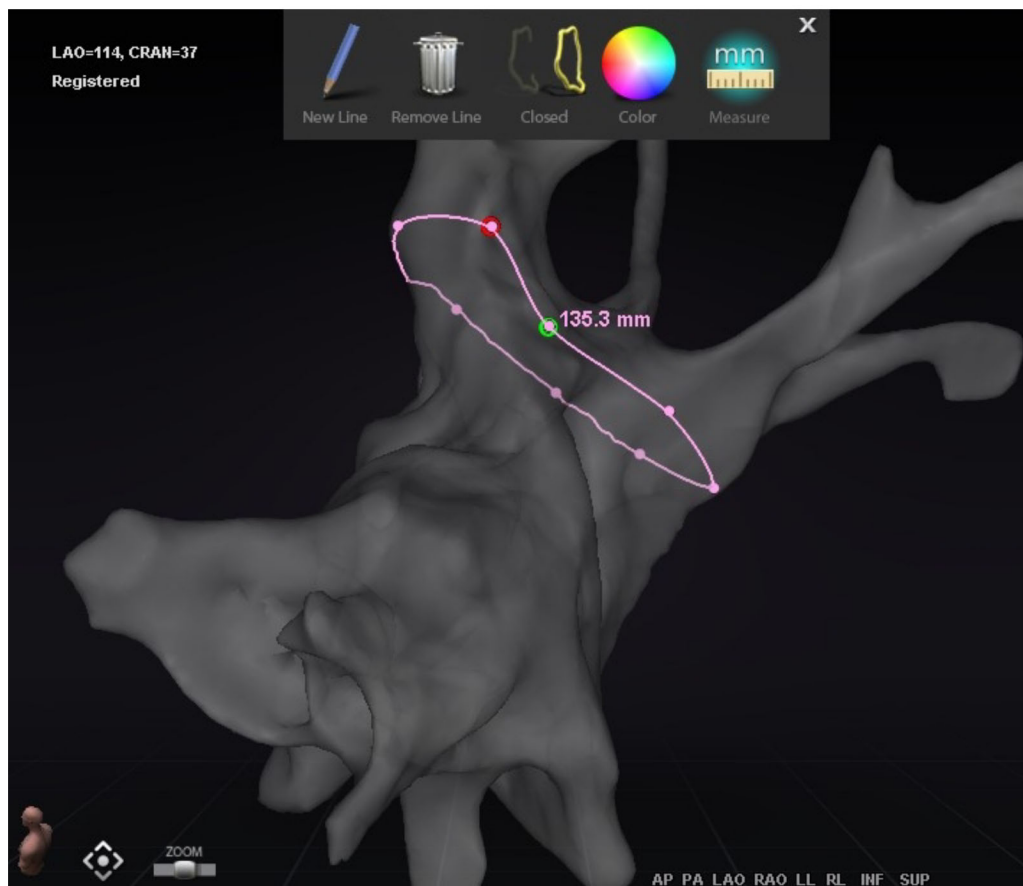 LAO=114, CRAN=37
Registered
X
mm
New Line
Remove Line
Closed
Color
Measure
135.3 mm
ZOOM
AP PA LAO RAO LL RL INF SUP